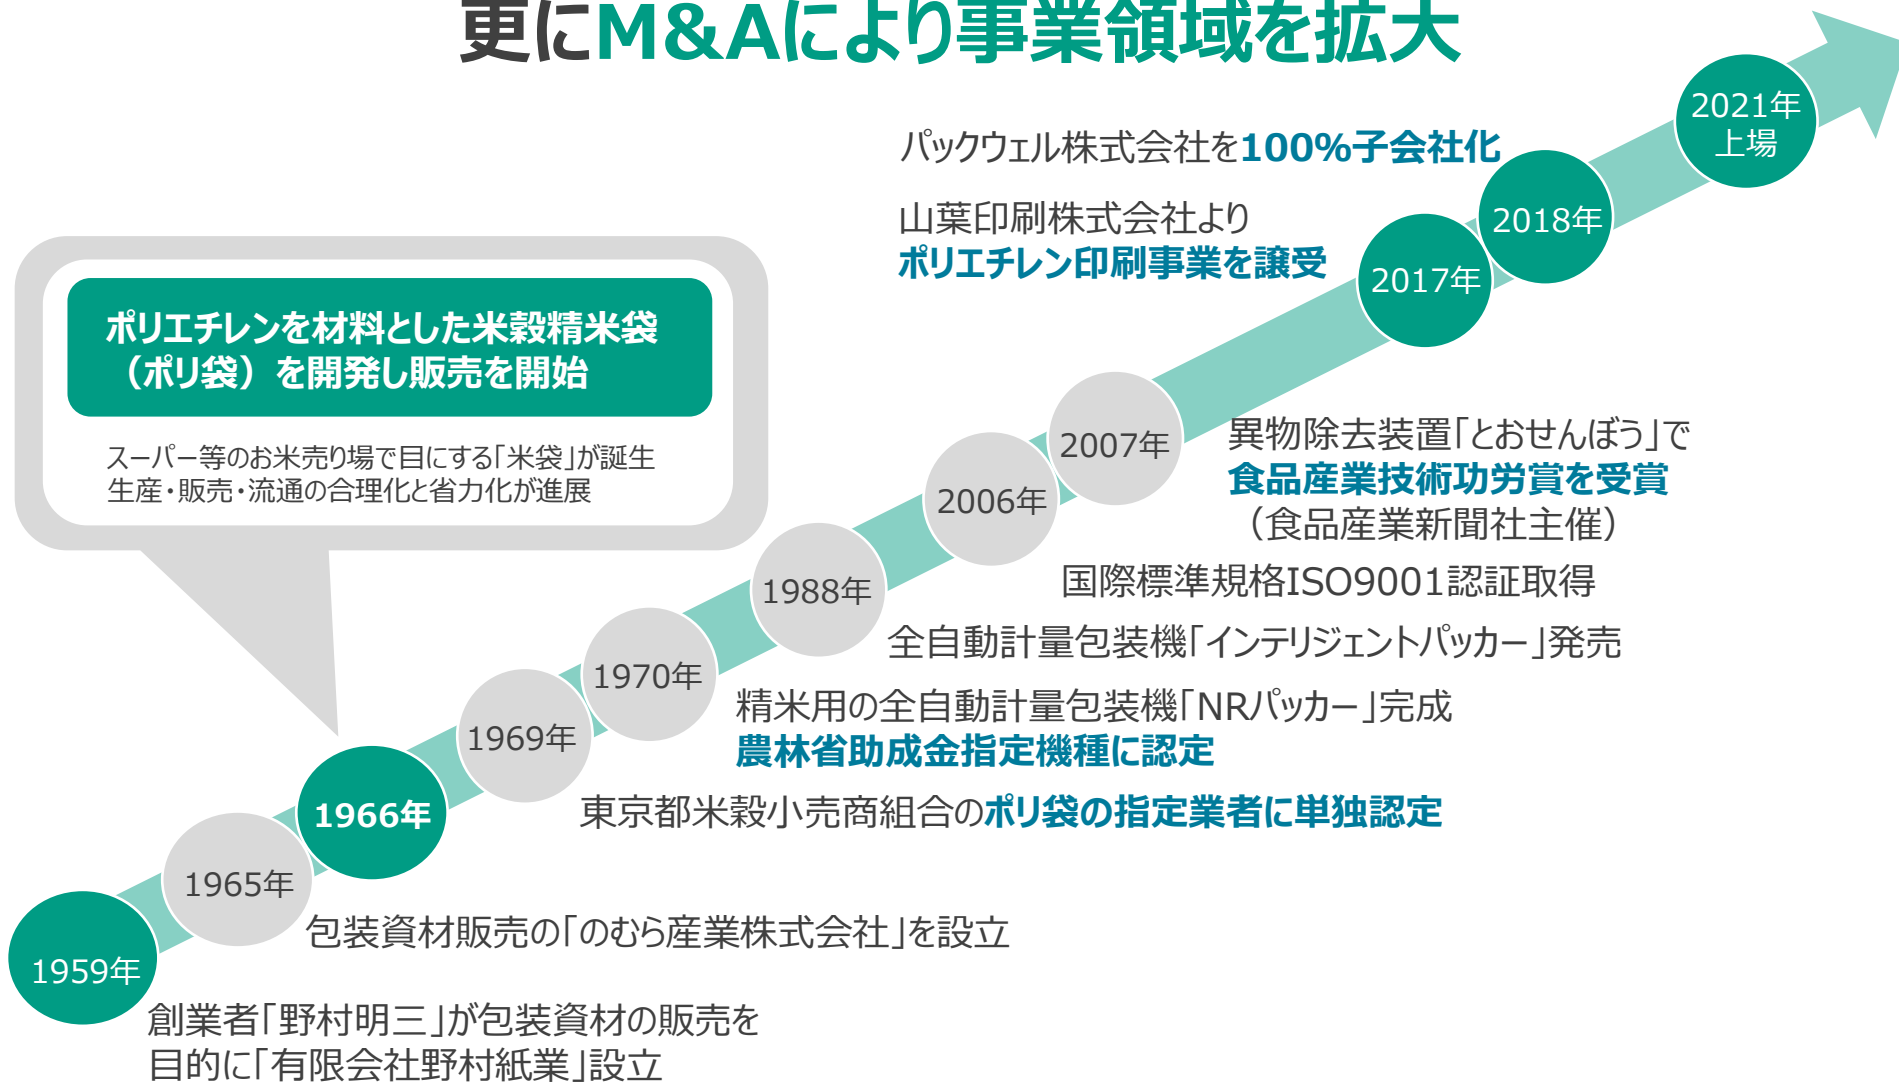 更にM&Aにより事業領域を拡大
2021年
上場
パックウェル株式会社を100%子会社化
2018年
山葉印刷株式会社より
ポリエチレン印刷事業を譲受
2017年
ポリエチレンを材料とした米穀精米袋
（ポリ袋）を開発し販売を開始
スーパー等のお米売り場で目にする「米袋」が誕生
生産・販売・流通の合理化と省力化が進展
2007年
異物除去装置「とおせんぼう」で
食品産業技術功労賞を受賞
（食品産業新聞社主催）
2006年
国際標準規格ISO9001認証取得
1988年
全自動計量包装機「インテリジェントパッカー」発売
1970年
精米用の全自動計量包装機「NRパッカー」完成
農林省助成金指定機種に認定
1969年
東京都米穀小売商組合のポリ袋の指定業者に単独認定
1966年
1965年
包装資材販売の「のむら産業株式会社」を設立
1959年
創業者「野村明三」が包装資材の販売を
目的に「有限会社野村紙業」設立